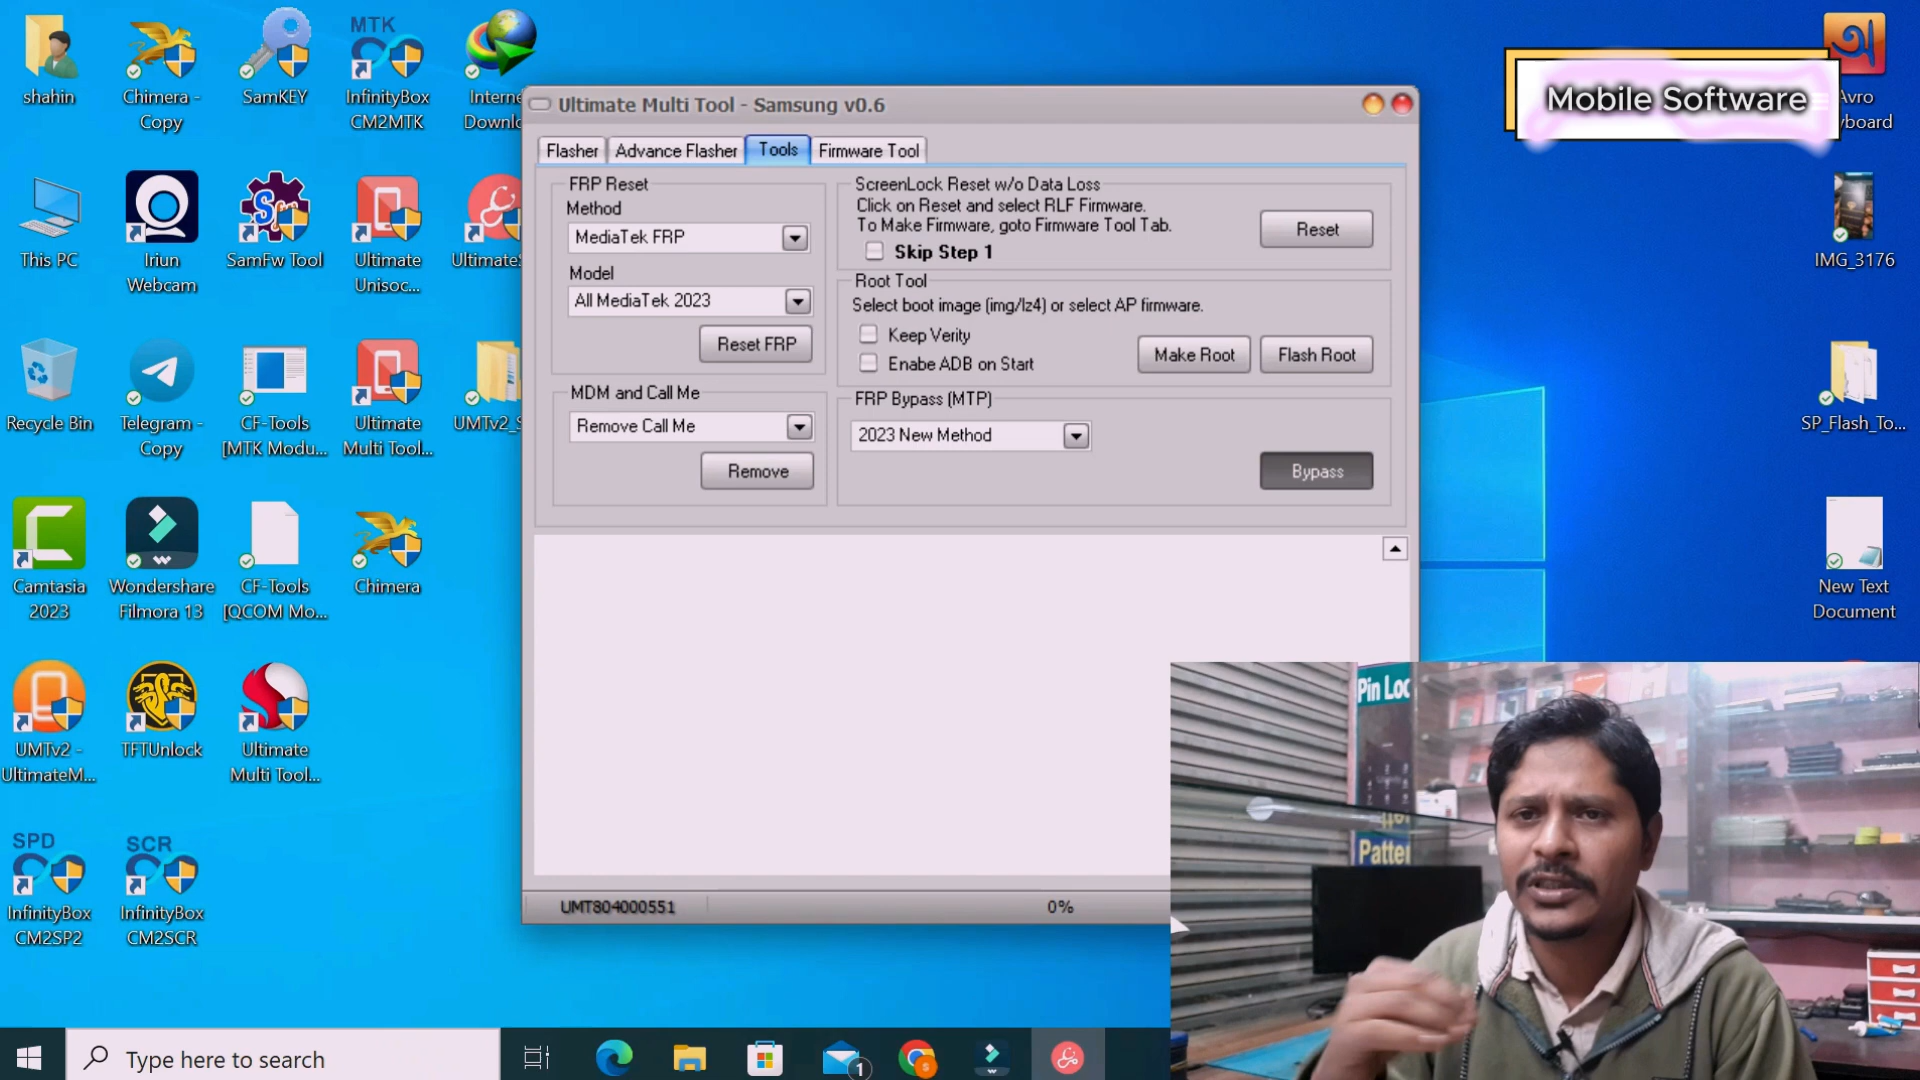 shahin
Chimera -
Copy
SamKEY
MTK
InfinityBox
CM2MTK
Interne
Downlo
This PC
Iriun
Webcam
SamFw Tool
Ultimate
Unisoc...
UltimateS
Recycle Bin
Telegram -
Copy
CF-Tools
[MTK Modu...
Ultimate
Multi Tool...
UMTv2_S
Camtasia
2023
Wondershare
Filmora 13
CF-Tools
[QCOM Mo...
Chimera
UMTv2 -
UltimateM...
TFTUnlock
Ultimate
Multi Tool...
SPD
InfinityBox
CM2SP2
SCR
InfinityBox
CM2SCR
Ultimate Multi Tool - Samsung v0.6
Flasher
Advance Flasher
Tools
Firmware Tool
FRP Reset
Method
MediaTek FRP
Model
All MediaTek 2023
Reset FRP
MDM and Call Me
Remove Call Me
Remove
ScreenLock Reset w/o Data Loss
Click on Reset and select RLF Firmware.
To Make Firmware, goto Firmware Tool Tab.
Skip Step 1
Reset
Root Tool
Select boot image (img/lz4) or select AP firmware.
Keep Verity
Enabe ADB on Start
Make Root
Flash Root
FRP Bypass (MTP)
2023 New Method
Bypass
UMT804000551
0%
Mobile Software
অ
Avro
yboard
IMG_3176
SP_Flash_To...
New Text
Document
Pin Loc
Patter
Type here to search
1